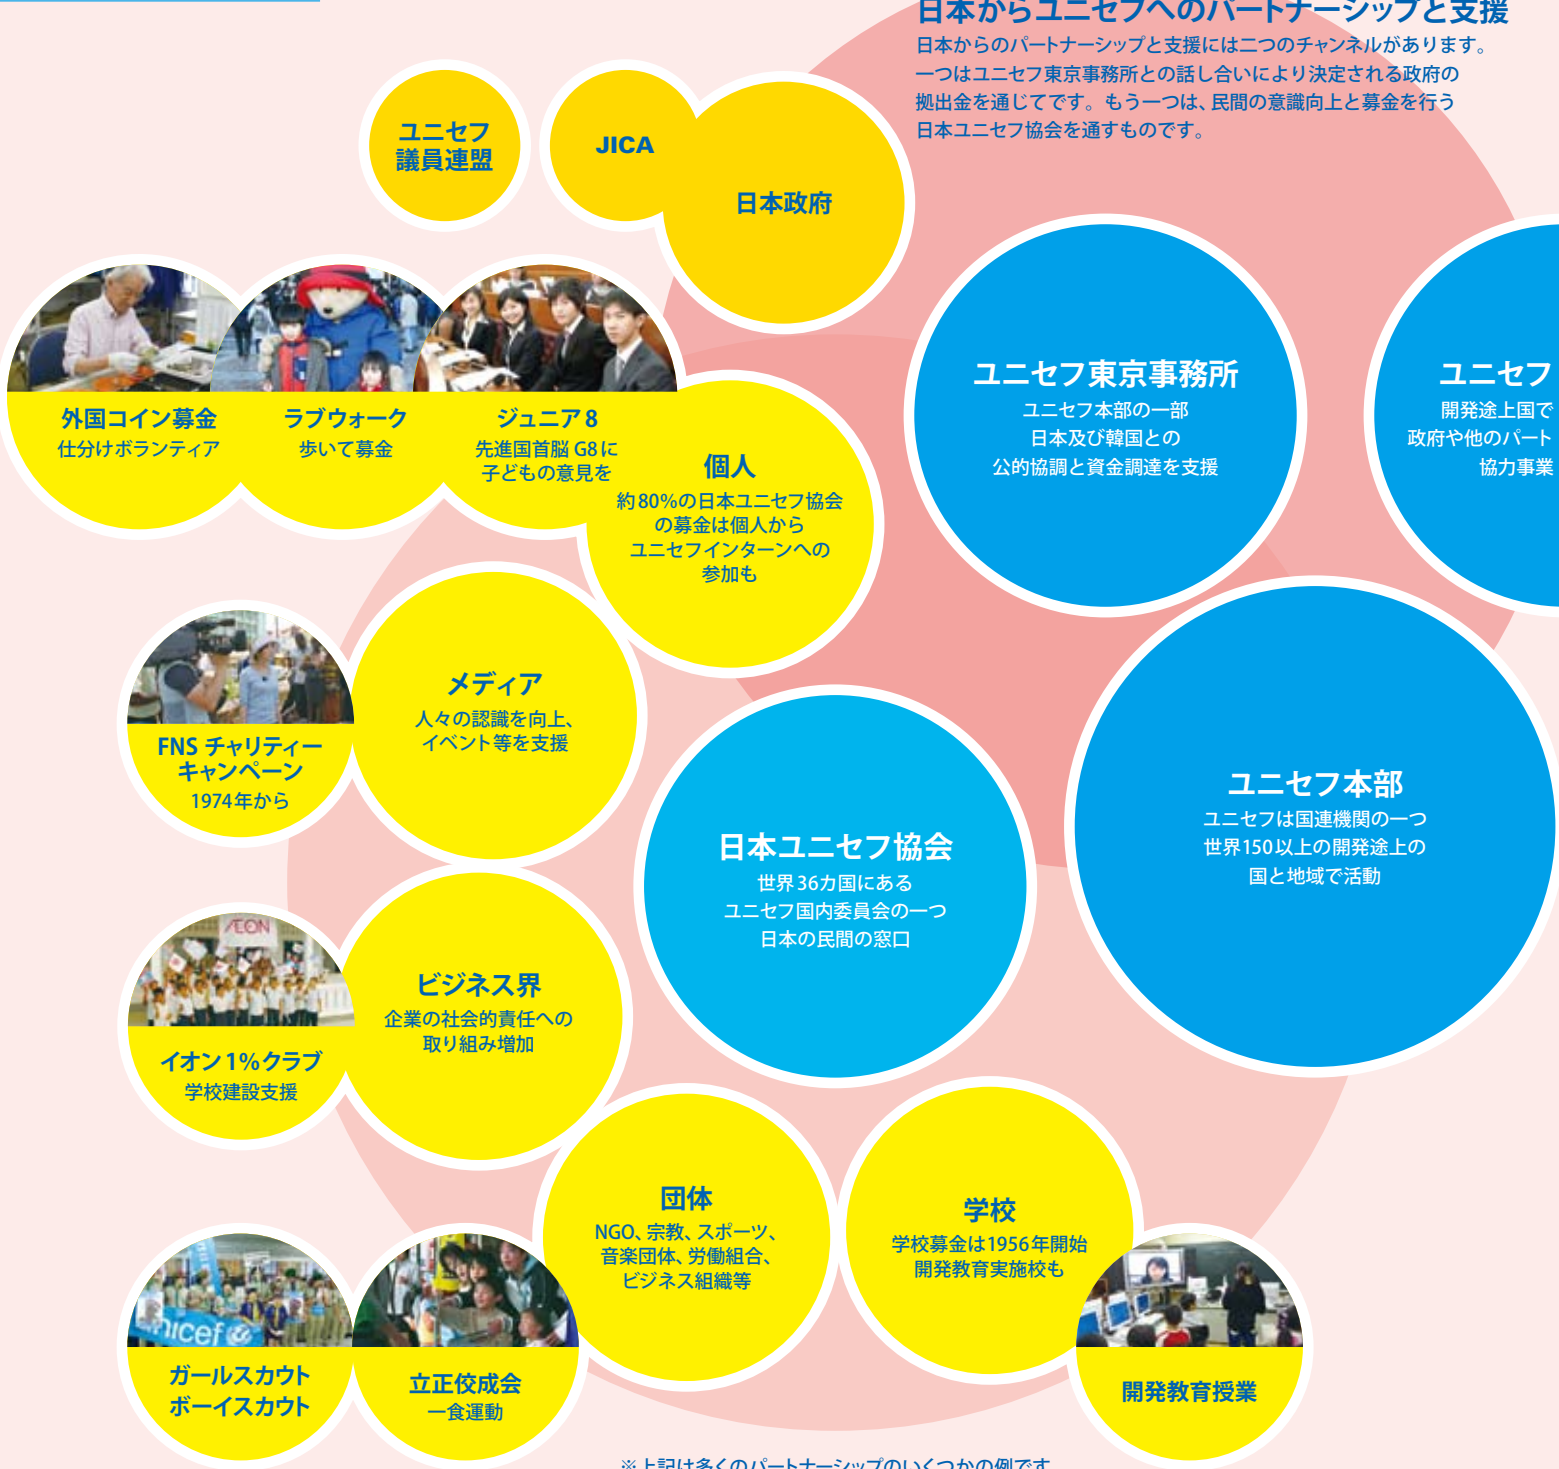 日本からユニセフへのパートナーシップと支援
日本からのパートナーシップと支援には二つのチャンネルがあります。
一つはユニセフ東京事務所との話し合いにより決定される政府の
拠出金を通じてです。もう一つは、民間の意識向上と募金を行う
日本ユニセフ協会を通すものです。
ユニセフ
議員連盟
JICA
日本政府
外国コイン募金
仕分けボランティア
ラブウォーク
歩いて募金
ジュニア8
先進国首脳 G8に
子どもの意見を
個人
約80%の日本ユニセフ協会
の募金は個人から
ユニセフインターンへの
参加も
ユニセフ東京事務所
ユニセフ本部の一部
日本及び韓国との
公的協調と資金調達を支援
ユニセフ
開発途上国で
政府や他のパート
協力事業
メディア
人々の認識を向上、
イベント等を支援
FNS チャリティー
キャンペーン
1974年から
日本ユニセフ協会
世界36カ国にある
ユニセフ国内委員会の一つ
日本の民間の窓口
ユニセフ本部
ユニセフは国連機関の一つ
世界150以上の開発途上の
国と地域で活動
ÆON
ビジネス界
企業の社会的責任への
取り組み増加
イオン1%クラブ
学校建設支援
団体
NGO、宗教、スポーツ、
音楽団体、労働組合、
ビジネス組織等
学校
学校募金は1956年開始
開発教育実施校も
unicef
ガールスカウト
ボーイスカウト
立正佼成会
一食運動
開発教育授業
※上記は多くのパートナーシップのいくつかの例です